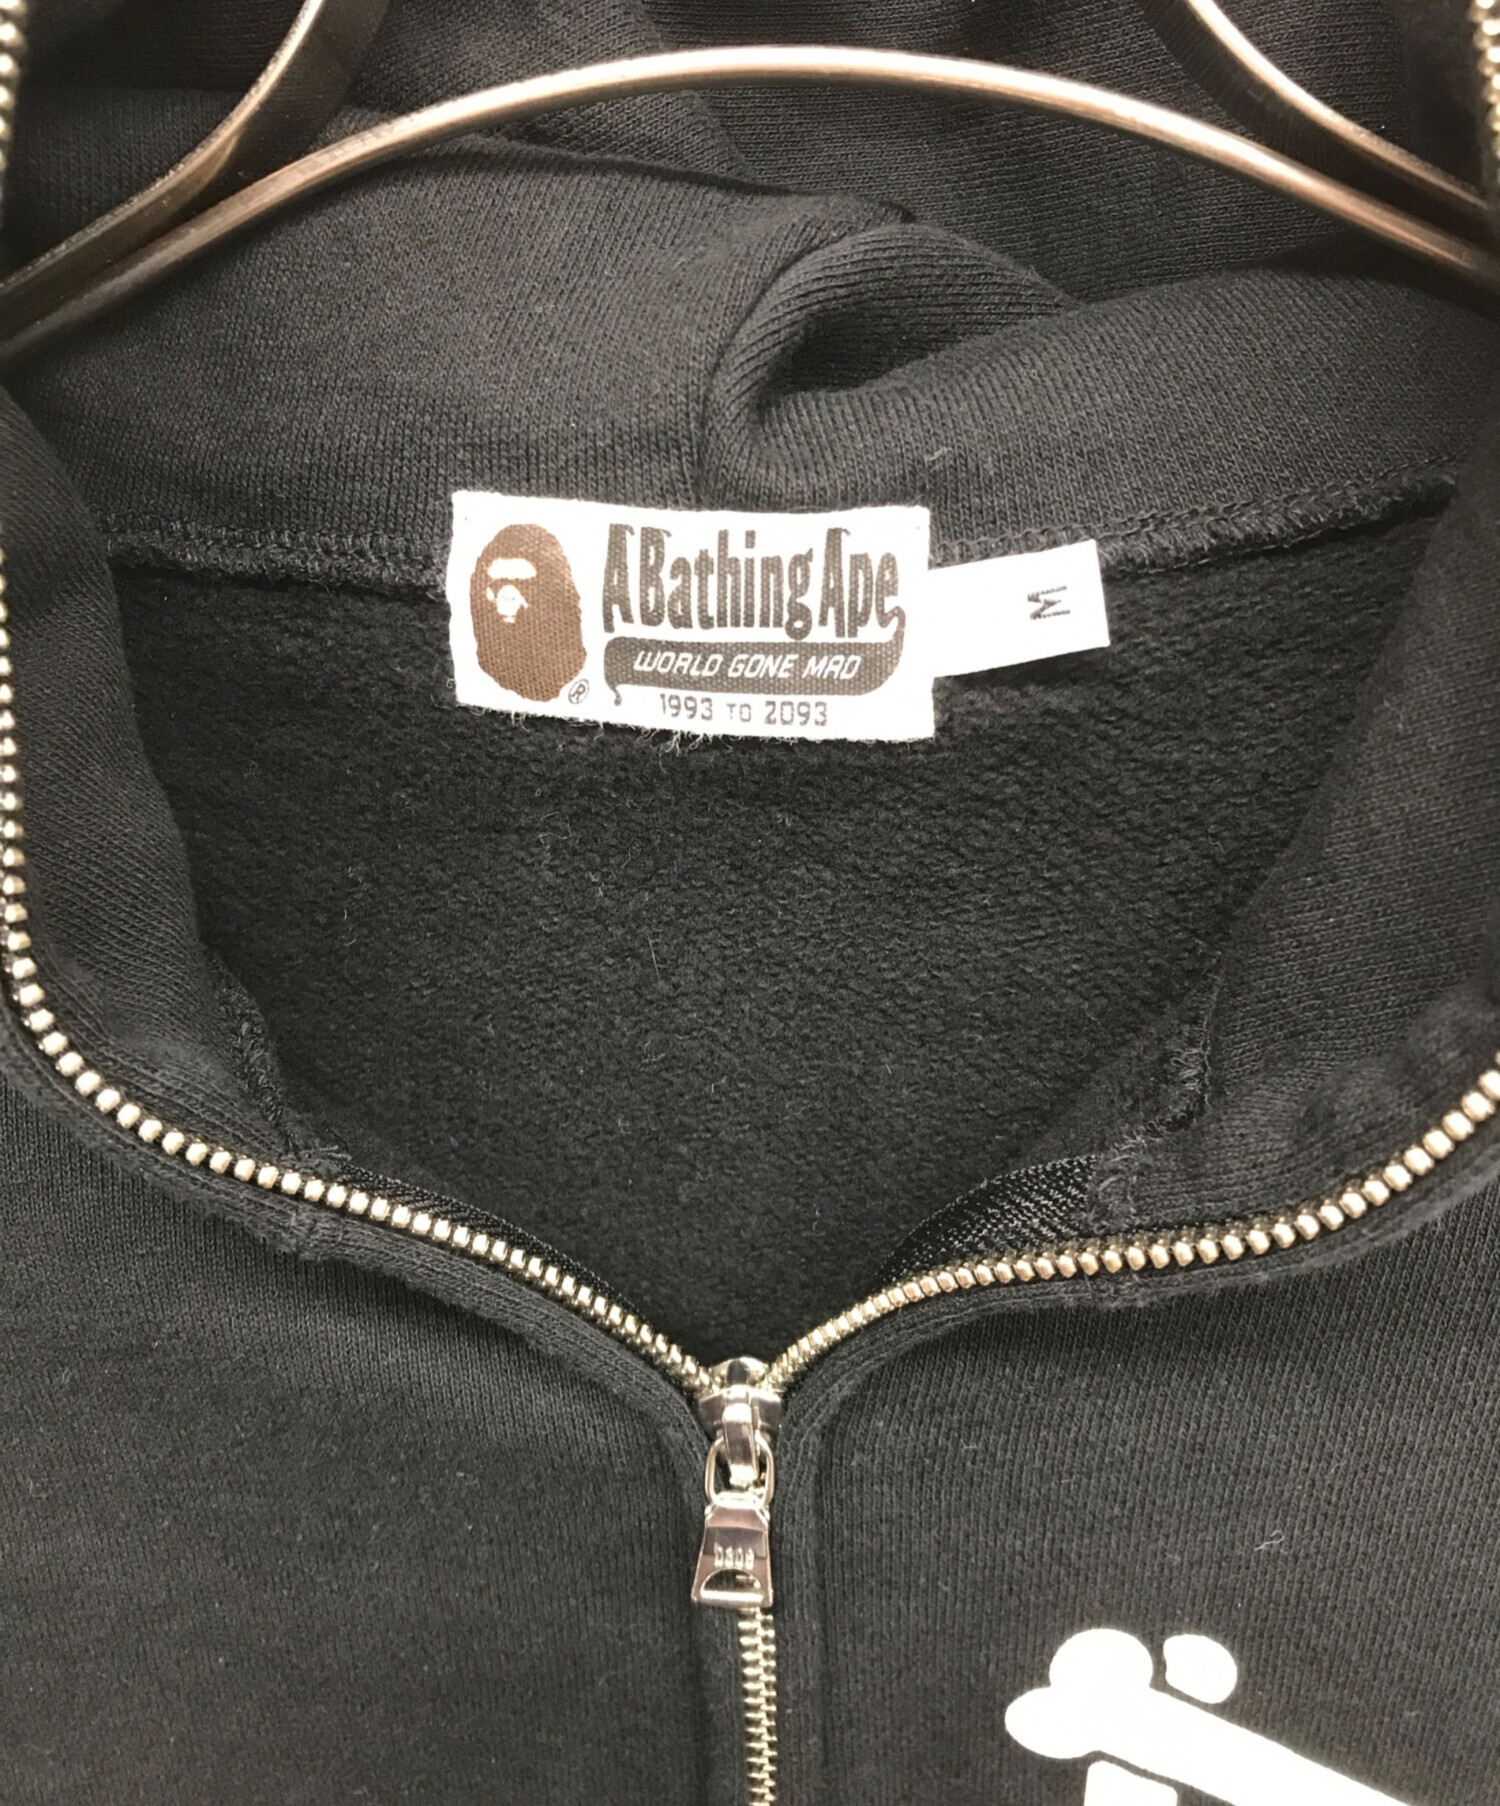 A Bathing Ape
WORLD GONE MAD
1993 TO 2093
®
M